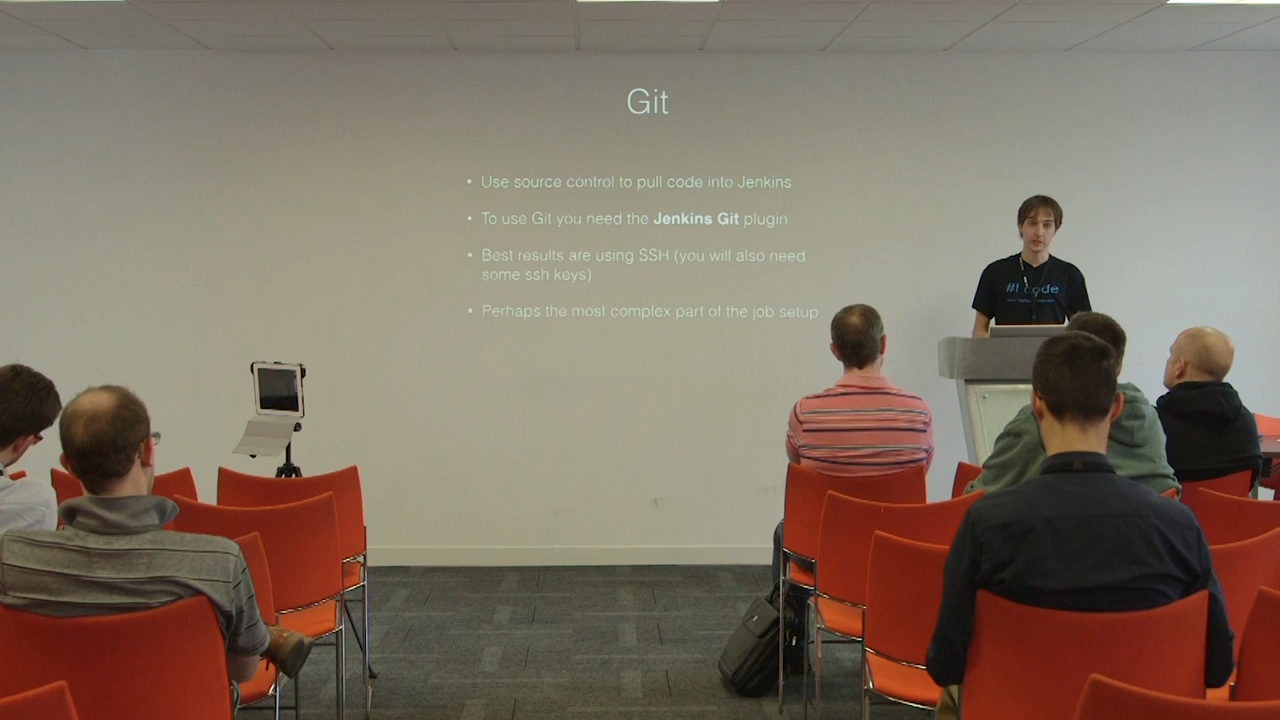 Git
• Use source control to pull code into Jenkins
• To use Git you need the Jenkins Git plugin
• Best results are using SSH (you will also need
some ssh keys)
• Perhaps the most complex part of the job setup
code